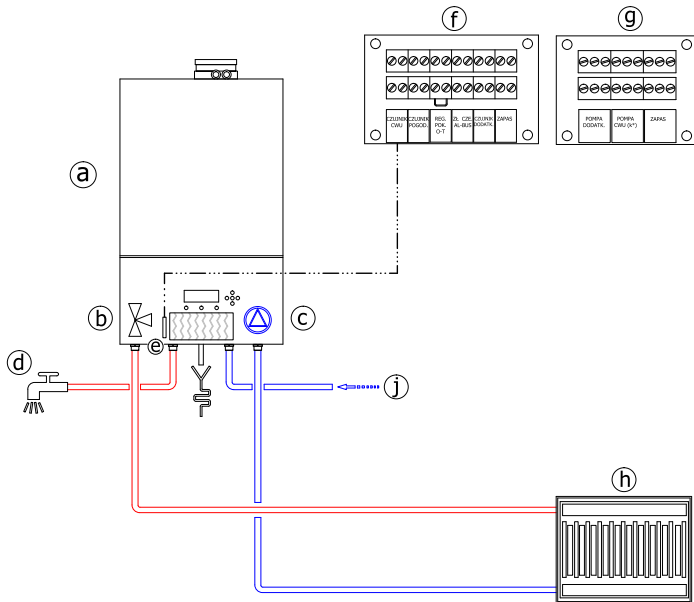 f
g
CZUJNIK CWU
CZUJNIK POGOD.
REG. POK. O-T
ZŁ. CZE. AL-BUS
CZUJNIK DODATK.
ZAPAS
POMPA DODATK.
POMPA CWU (k*)
ZAPAS
a
b
c
e
d
j
h